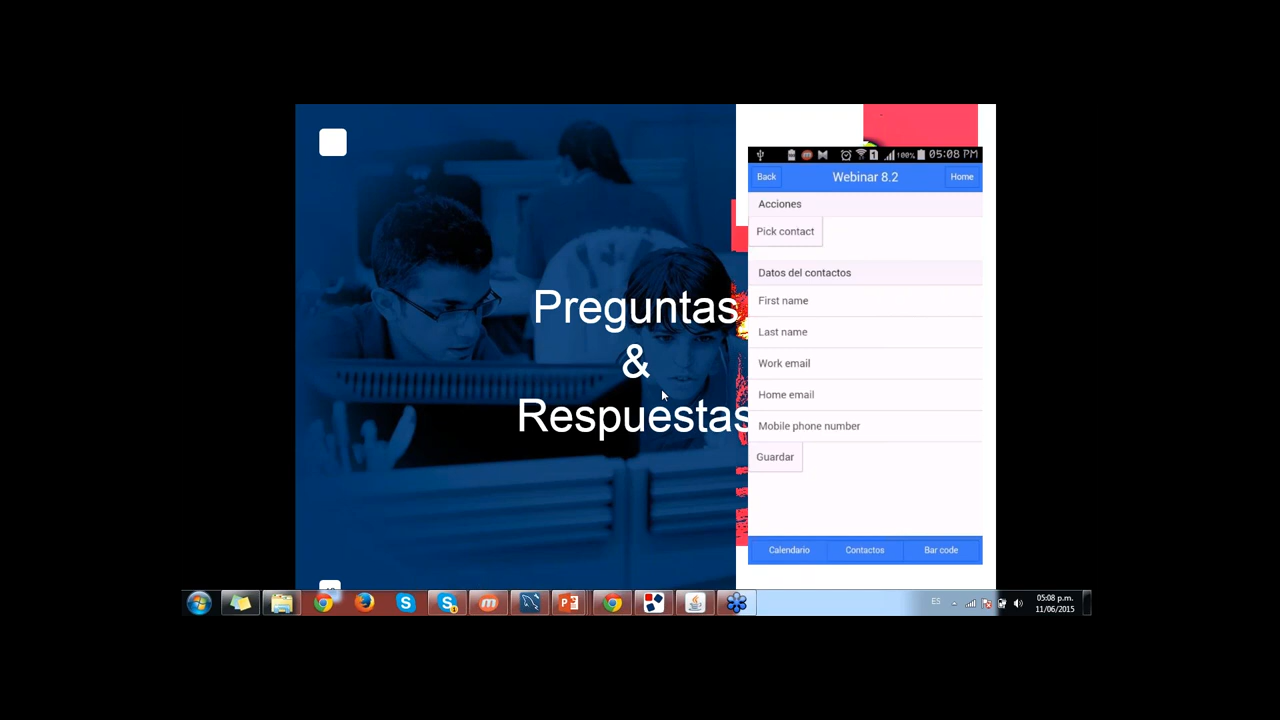 Preguntas
&
Respuestas
100% 05:08 PM
Back Webinar 8.2 Home
Acciones
Pick contact
Datos del contactos
First name
Last name
Work email
Home email
Mobile phone number
Guardar
Calendario Contactos Bar code
ES 05:08 p.m.
11/06/2015